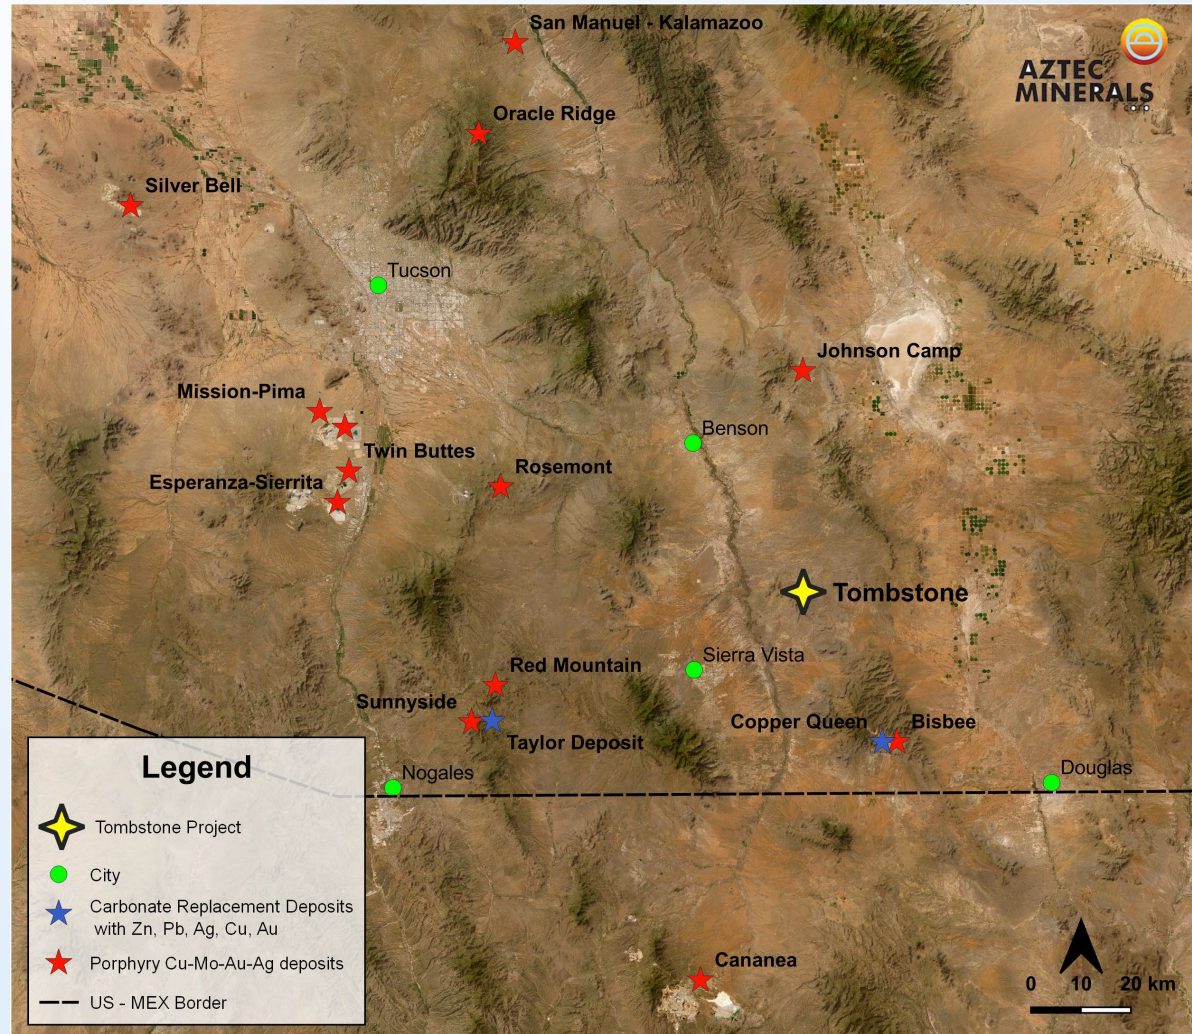 San Manuel - Kalamazoo
AZTEC
MINERALS
CORP
Oracle Ridge
Silver Bell
Tucson
Johnson Camp
Mission-Pima
Benson
Twin Buttes
Rosemont
Esperanza-Sierrita
Tombstone
Sierra Vista
Red Mountain
Sunnyside
Copper Queen
Bisbee
Taylor Deposit
Nogales
Douglas
Legend
Tombstone Project
City
Carbonate Replacement Deposits
with Zn, Pb, Ag, Cu, Au
Porphyry Cu-Mo-Au-Ag deposits
US - MEX Border
Cananea
0 10 20 km